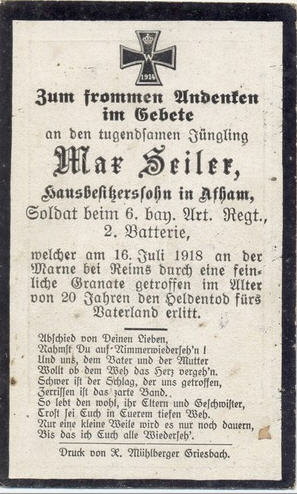 W
1914
Zum frommen Andenken
im Gebete
an den tugendsamen Jüngling
Max Seiler,
Hausbesitzerssohn in Asham,
Soldat beim 6. bay. Art. Regt.,
2. Batterie,
welcher am 16. Juli 1918 an der
Marne bei Reims durch eine fein-
liche Granate getroffen im Alter
von 20 Jahren den Heldentod fürs
Vaterland erlitt.
Abschied von Deinen Lieben,
Nahmst Du auf Nimmerwiederseh'n!
Und uns, dem Vater und der Mutter
Wollt ob dem Weh das Herz vergeh'n.
Schwer ist der Schlag, der uns getroffen,
Zerrissen ist das zarte Band.
So lebt denn wohl, ihr Eltern und Geschwister,
Trost sei Euch in Euerem tiefen Weh.
Nur eine kleine Weile wird es nur noch dauern,
Bis das ich Euch alle Wiederseh'.
Druck von X. Mühlberger Griesbach.